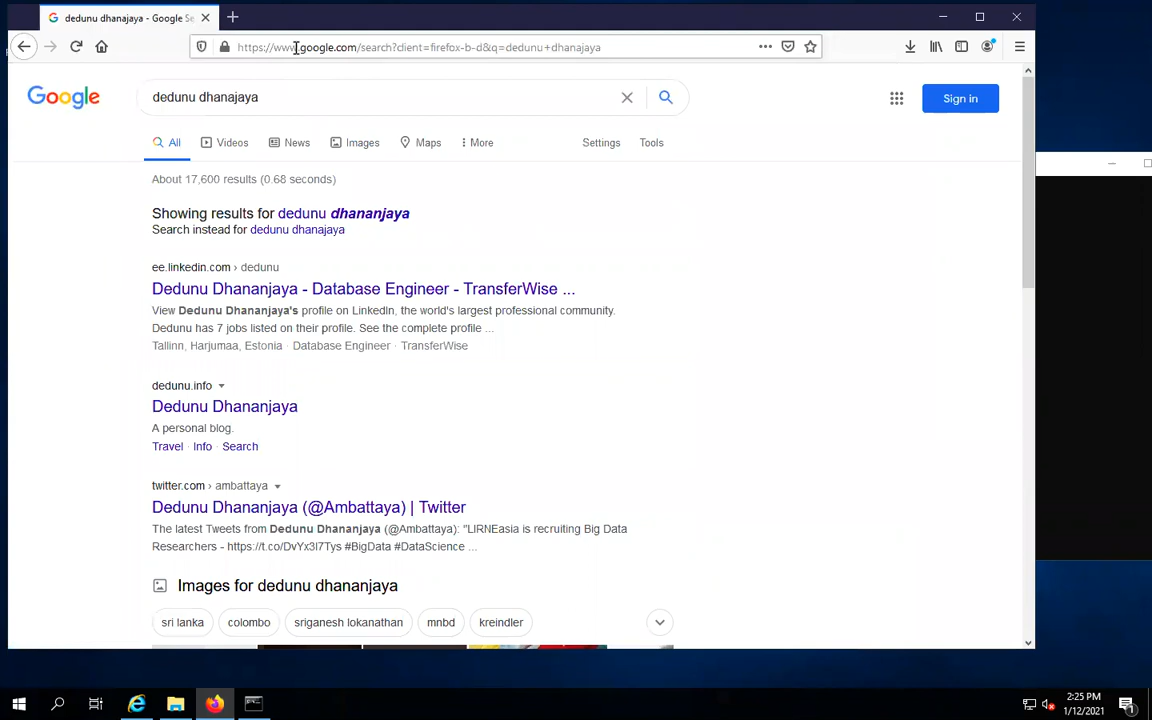 dedunu dhanajaya - Google Se
https://www.google.com/search?client=firefox-b-d&q=dedunu+dhanajaya
Google
dedunu dhanajaya
Sign in
All
Videos
News
Images
Maps
More
Settings
Tools
About 17,600 results (0.68 seconds)
Showing results for dedunu dhananjaya
Search instead for dedunu dhanajaya
ee.linkedin.com › dedunu
Dedunu Dhananjaya - Database Engineer - TransferWise ...
View Dedunu Dhananjaya's profile on LinkedIn, the world's largest professional community.
Dedunu has 7 jobs listed on their profile. See the complete profile ...
Tallinn, Harjumaa, Estonia · Database Engineer · TransferWise
dedunu.info
Dedunu Dhananjaya
A personal blog.
Travel · Info · Search
twitter.com › ambattaya
Dedunu Dhananjaya (@Ambattaya) | Twitter
The latest Tweets from Dedunu Dhananjaya (@Ambattaya): "LIRNEasia is recruiting Big Data
Researchers - https://t.co/DvYx3l7Tys #BigData #DataScience ...
Images for dedunu dhananjaya
sri lanka
colombo
sriganesh lokanathan
mnbd
kreindler
2:25 PM
1/12/2021
1